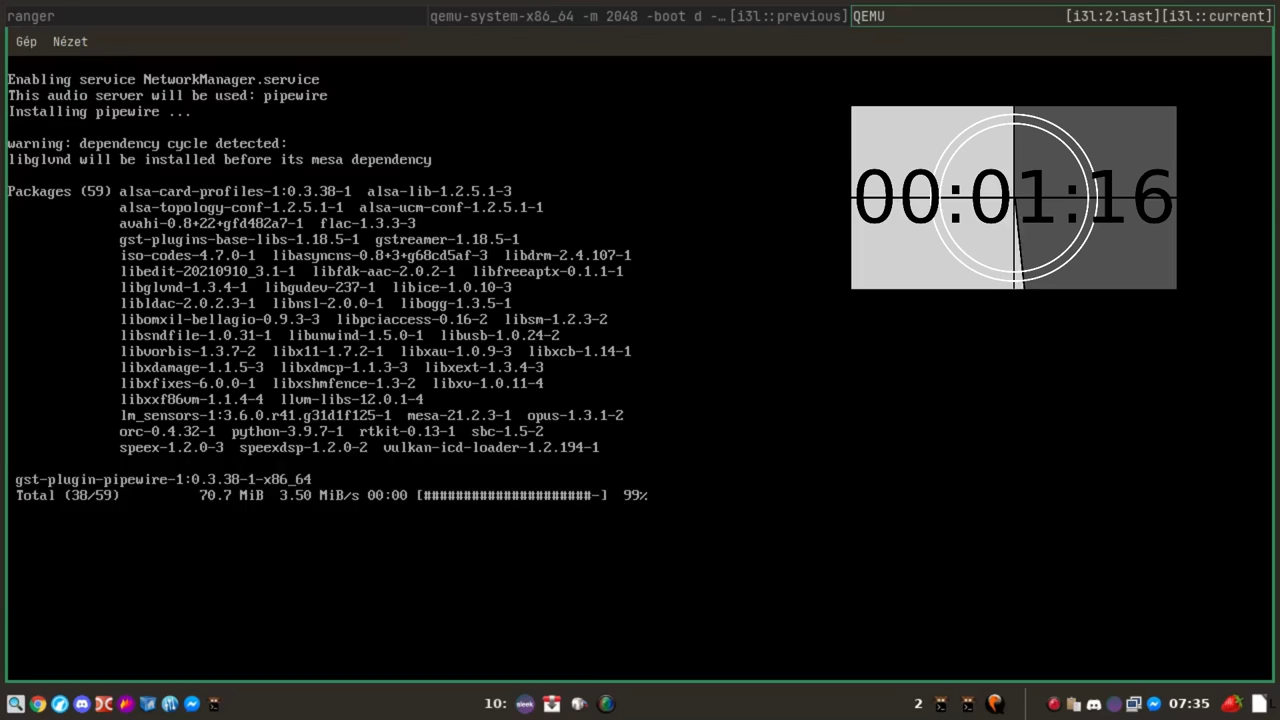 ranger
qemu-system-x86_64 -m 2048 -boot d -…[i3l::previous]
QEMU
[i3l:2:last][i3l::current]
Gép Nézet
Enabling service NetworkManager.service
This audio server will be used: pipewire
Installing pipewire ...
warning: dependency cycle detected:
libglvnd will be installed before its mesa dependency
Packages (59) alsa-card-profiles-1:0.3.38-1 alsa-lib-1.2.5.1-3
alsa-topology-conf-1.2.5.1-1 alsa-ucm-conf-1.2.5.1-1
avahi-0.8+22+gfd482a7-1 flac-1.3.3-3
gst-plugins-base-libs-1.18.5-1 gstreamer-1.18.5-1
iso-codes-4.7.0-1 libasyncns-0.8+3+g68cd5af-3 libdrm-2.4.107-1
libedit-20210910_3.1-1 libfdk-aac-2.0.2-1 libfreeaptx-0.1.1-1
libglvnd-1.3.4-1 libgudev-237-1 libice-1.0.10-3
libldac-2.0.2.3-1 libnsl-2.0.0-1 libogg-1.3.5-1
libomxil-bellagio-0.9.3-3 libpciaccess-0.16-2 libsm-1.2.3-2
libsndfile-1.0.31-1 libunwind-1.5.0-1 libusb-1.0.24-2
libvorbis-1.3.7-2 libx11-1.7.2-1 libxau-1.0.9-3 libxcb-1.14-1
libxdamage-1.1.5-3 libxdmcp-1.1.3-3 libxext-1.3.4-3
libxfixes-6.0.0-1 libxshmfence-1.3-2 libxv-1.0.11-4
libxxf86vm-1.1.4-4 llvm-libs-12.0.1-4
lm_sensors-1:3.6.0.r41.g31d1f125-1 mesa-21.2.3-1 opus-1.3.1-2
orc-0.4.32-1 python-3.9.7-1 rtkit-0.13-1 sbc-1.5-2
speex-1.2.0-3 speexdsp-1.2.0-2 vulkan-icd-loader-1.2.194-1
gst-plugin-pipewire-1:0.3.38-1-x86_64
Total (38/59) 70.7 MiB 3.50 MiB/s 00:00 [#####################-] 99%
00:01:16
10:
sleek
2
07:35